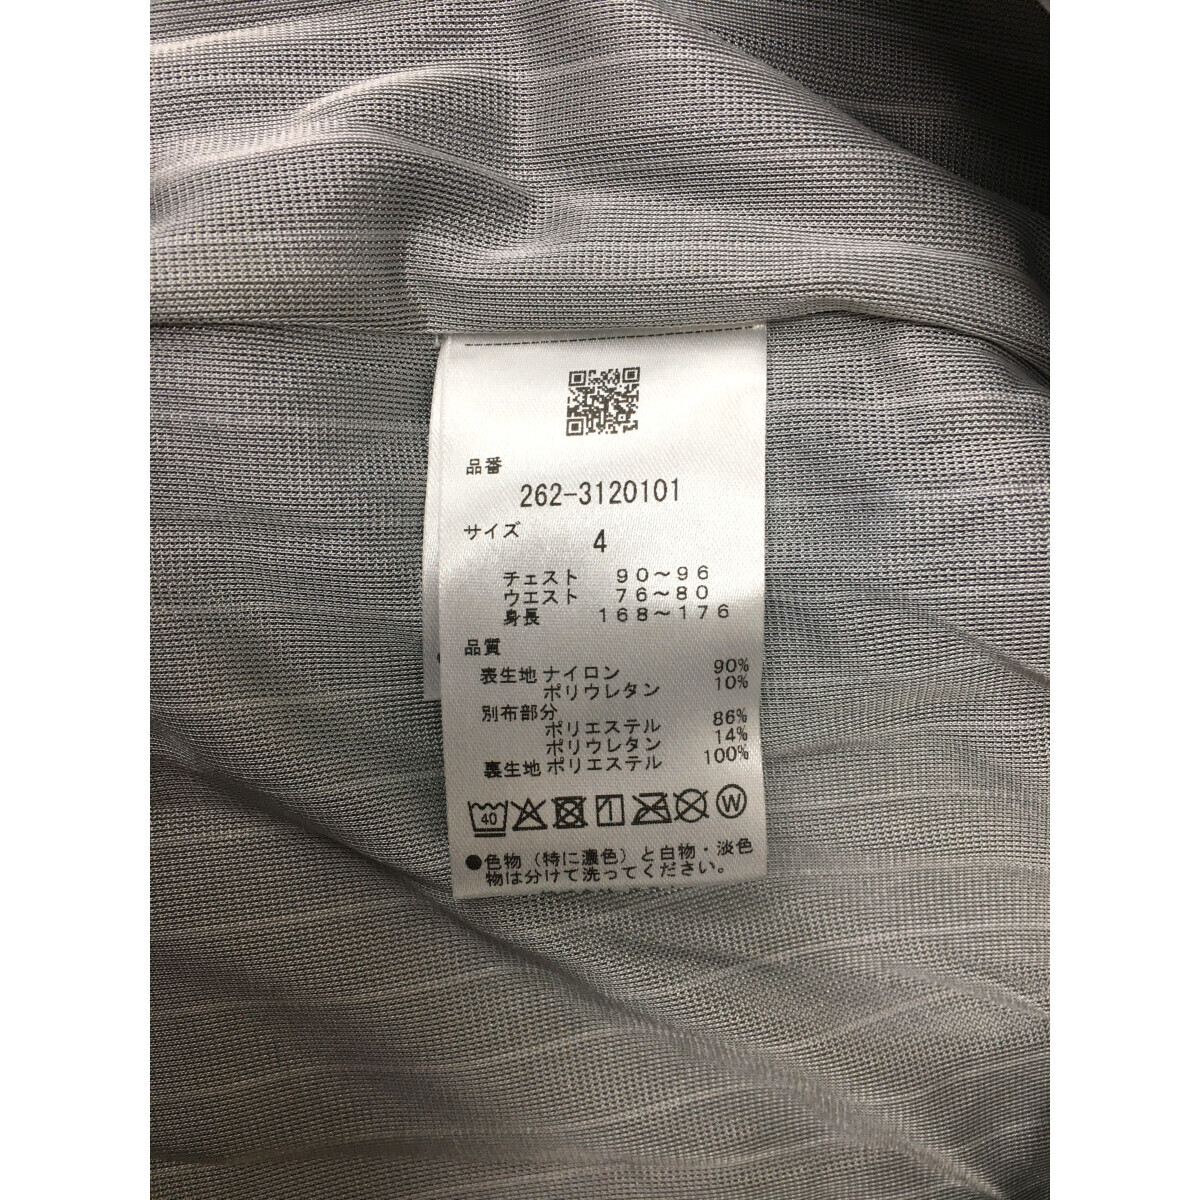 品番
262-3120101
サイズ
4
チェスト 90～96
ウエスト 76～80
身長 168～176
品質
表生地 ナイロン 90%
ポリウレタン 10%
別布部分
ポリエステル 86%
ポリウレタン 14%
裏生地 ポリエステル 100%
40 W
●色物（特に濃色）と白物・淡色
物は分けて洗ってください。